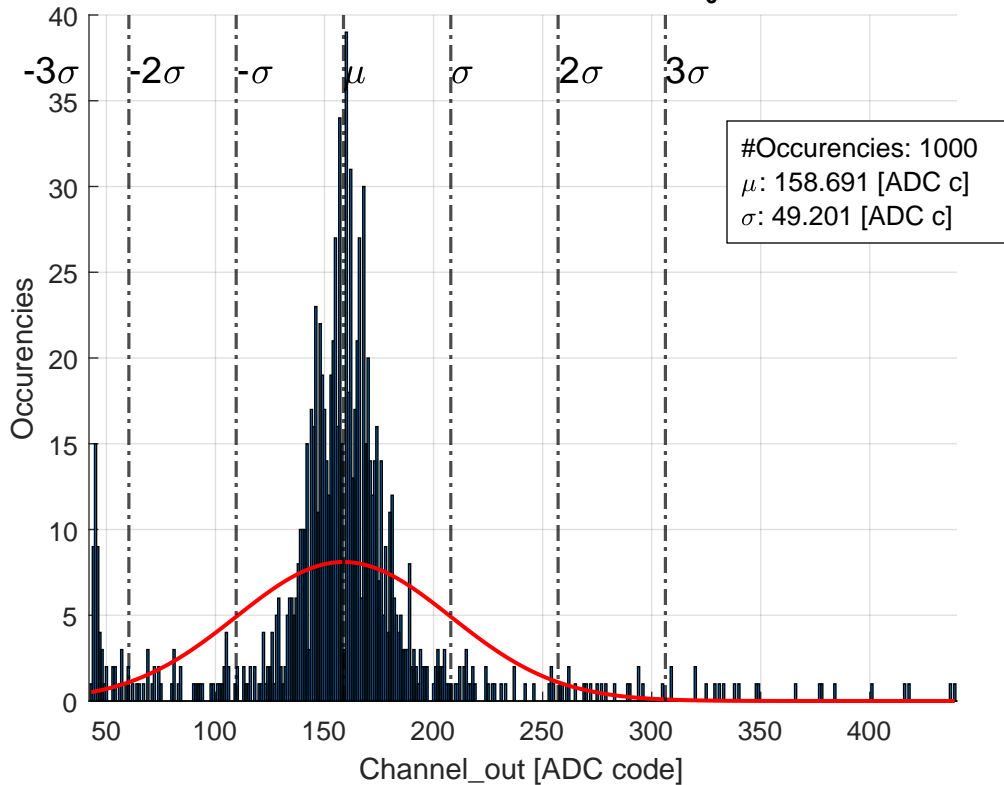 40
35
30
25
20
15
10
5
0
Occurencies
-3σ -2σ -σ μ σ 2σ 3σ
#Occurencies: 1000
μ: 158.691 [ADC c]
σ: 49.201 [ADC c]
50 100 150 200 250 300 350 400
Channel_out [ADC code]